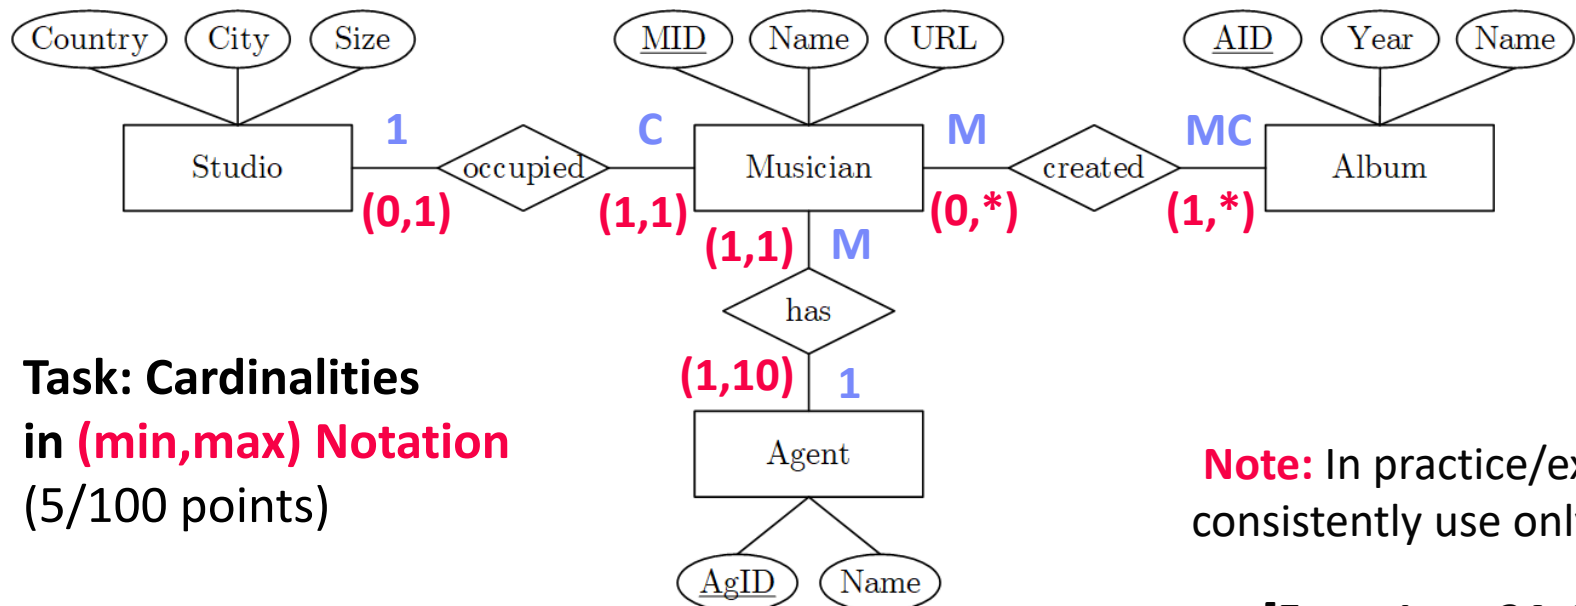 Country City Size MID Name URL AID Year Name
1 C M MC
Studio occupied Musician created Album
(0,1) (1,1) (0,*) (1,*)
(1,1) M
has
(1,10) 1
Task: Cardinalities
in (min,max) Notation
(5/100 points)
Agent
Note: In practice/ex
consistently use only
AgID Name